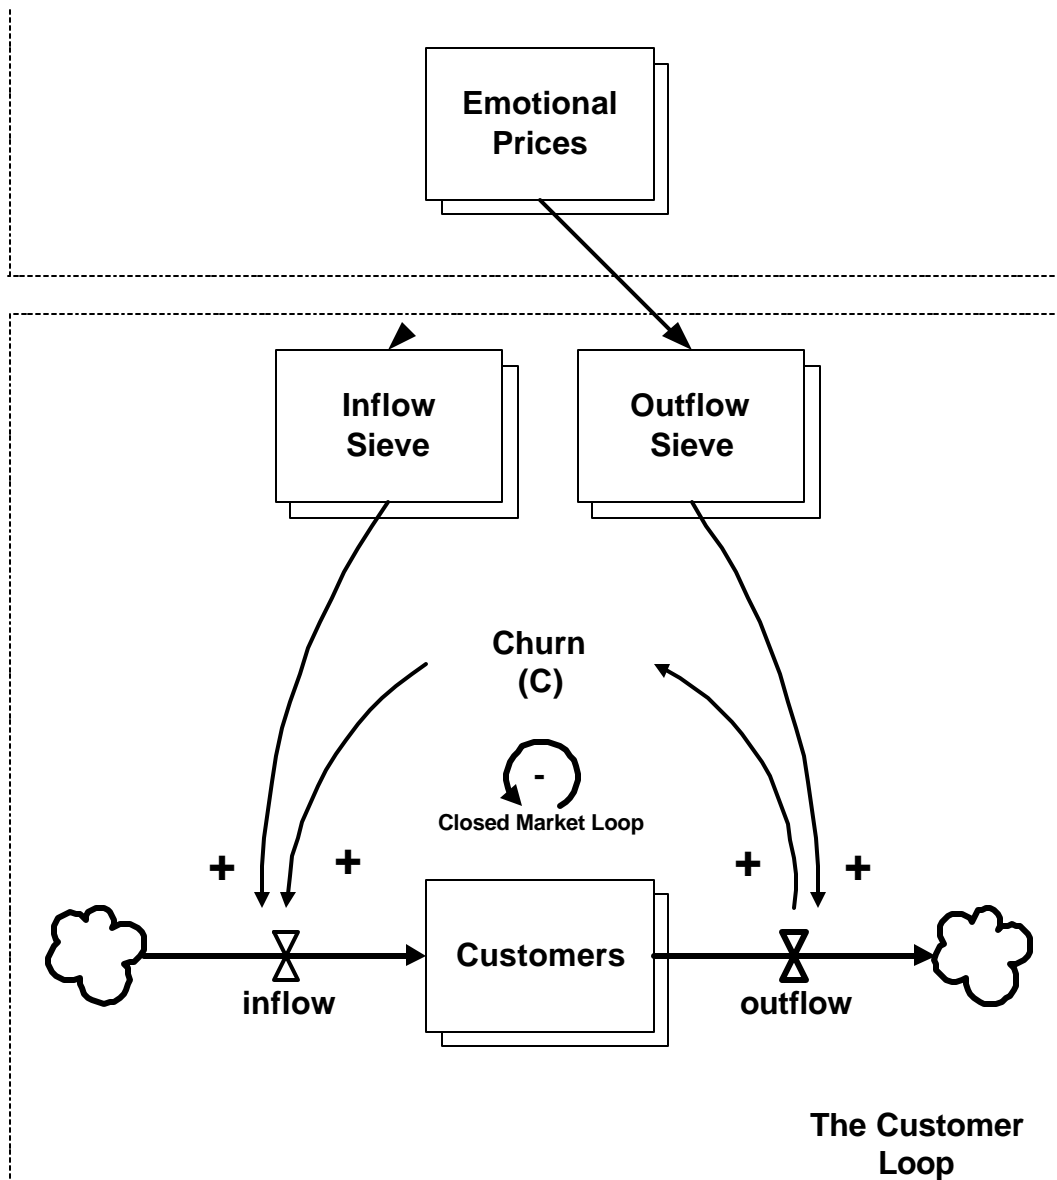 Emotional
Prices
Inflow
Sieve
Outflow
Sieve
Churn
(C)
-
Closed Market Loop
+
+
+
+
Customers
inflow
outflow
The Customer
Loop